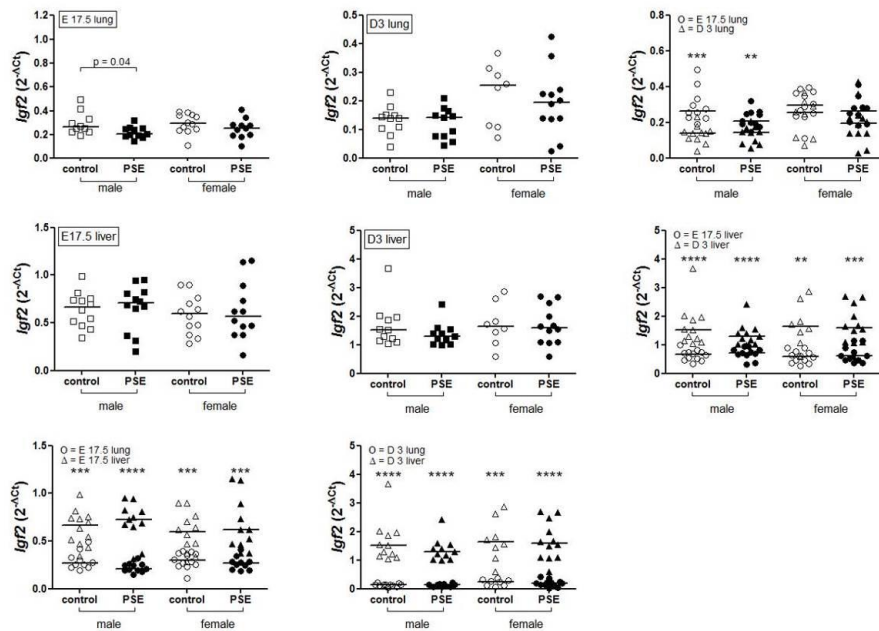 E 17.5 lung
Igf2 (2^-ΔCt)
1.2
1.0
0.8
0.6
0.4
0.2
0.0
p = 0.04
control PSE control PSE
male female
D3 lung
Igf2 (2^-ΔCt)
0.5
0.4
0.3
0.2
0.1
0.0
control PSE control PSE
male female
O = E 17.5 lung
Δ = D 3 lung
Igf2 (2^-ΔCt)
0.8
0.6
0.4
0.2
0.0
*** **
control PSE control PSE
male female
E17.5 liver
Igf2 (2^-ΔCt)
1.5
1.0
0.5
0.0
control PSE control PSE
male female
D3 liver
Igf2 (2^-ΔCt)
5
4
3
2
1
0
control PSE control PSE
male female
O = E 17.5 liver
Δ = D 3 liver
Igf2 (2^-ΔCt)
5
4
3
2
1
0
**** **** ** ***
control PSE control PSE
male female
O = E 17.5 lung
Δ = E 17.5 liver
Igf2 (2^-ΔCt)
1.5
1.0
0.5
0.0
*** **** *** ***
control PSE control PSE
male female
O = D 3 lung
Δ = D 3 liver
Igf2 (2^-ΔCt)
5
4
3
2
1
0
**** **** *** ****
control PSE control PSE
male female